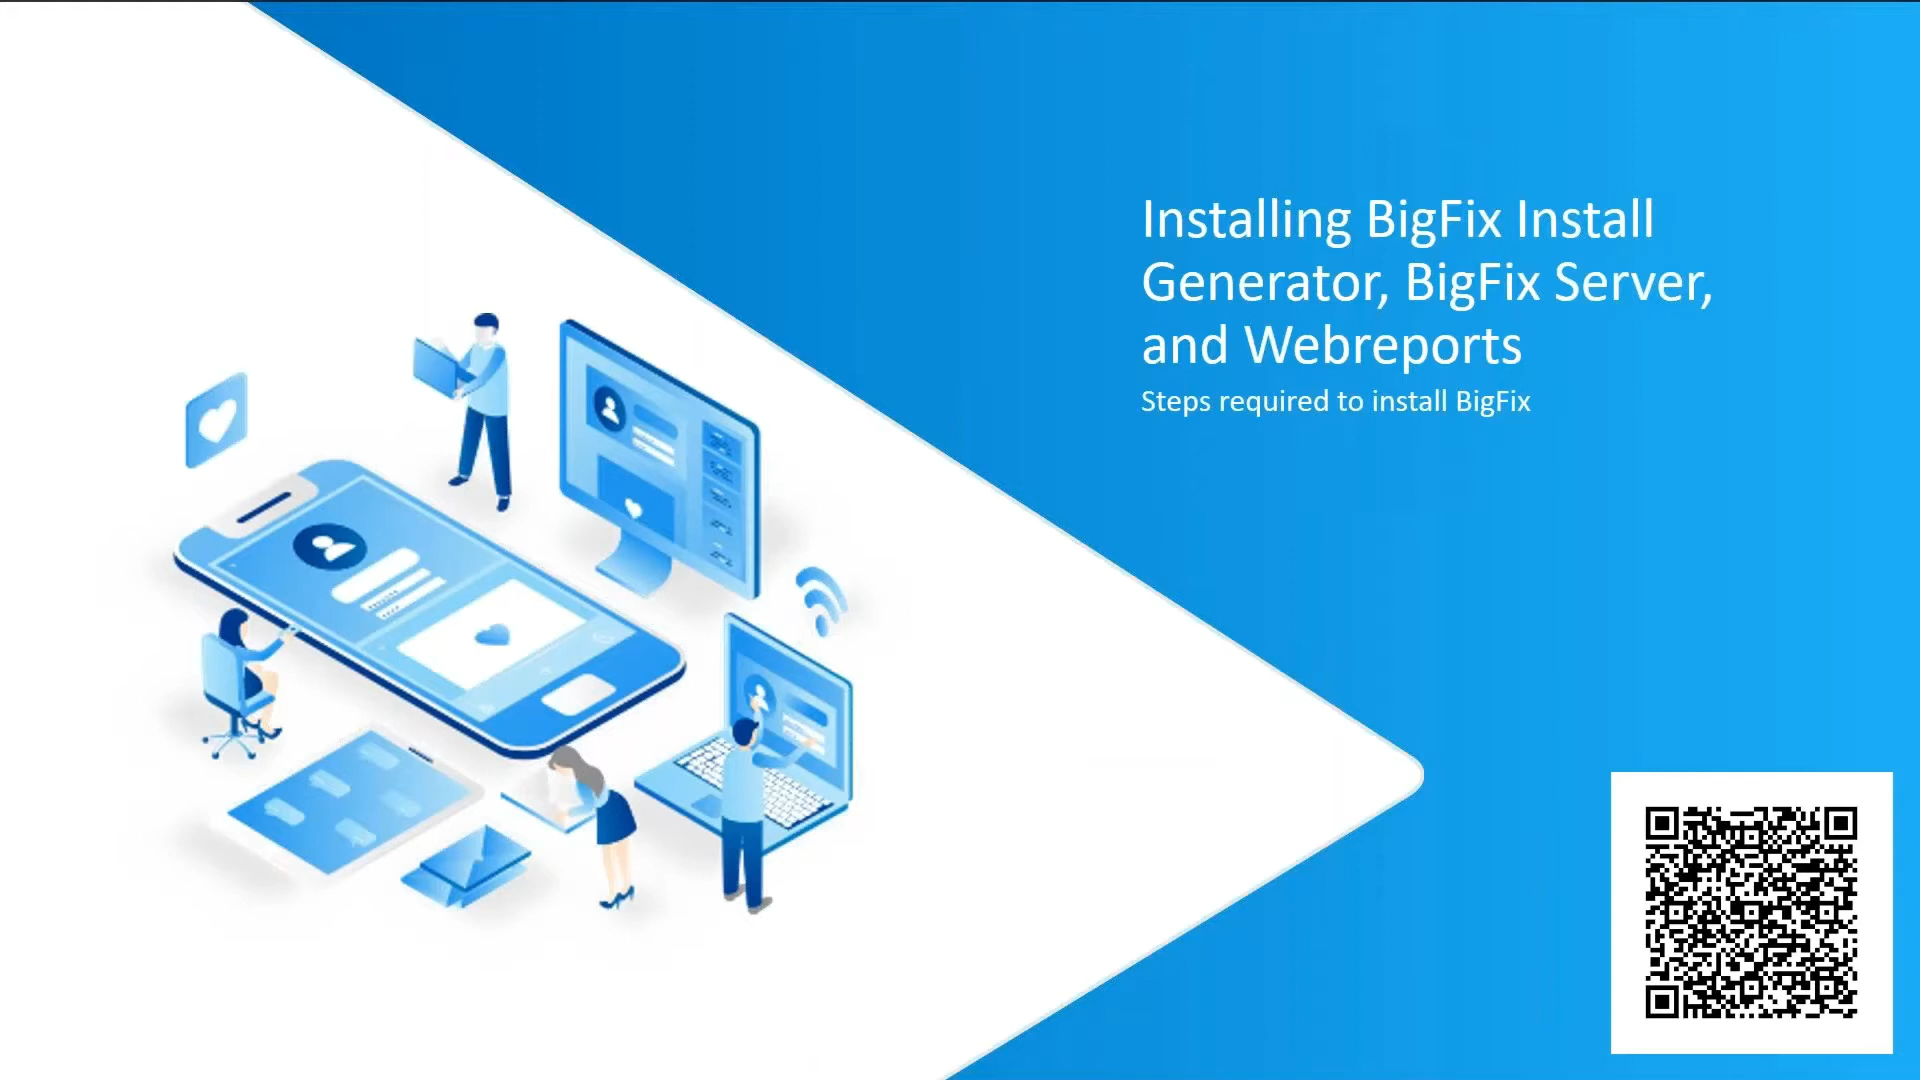 Installing BigFix Install
Generator, BigFix Server,
and Webreports
Steps required to install BigFix